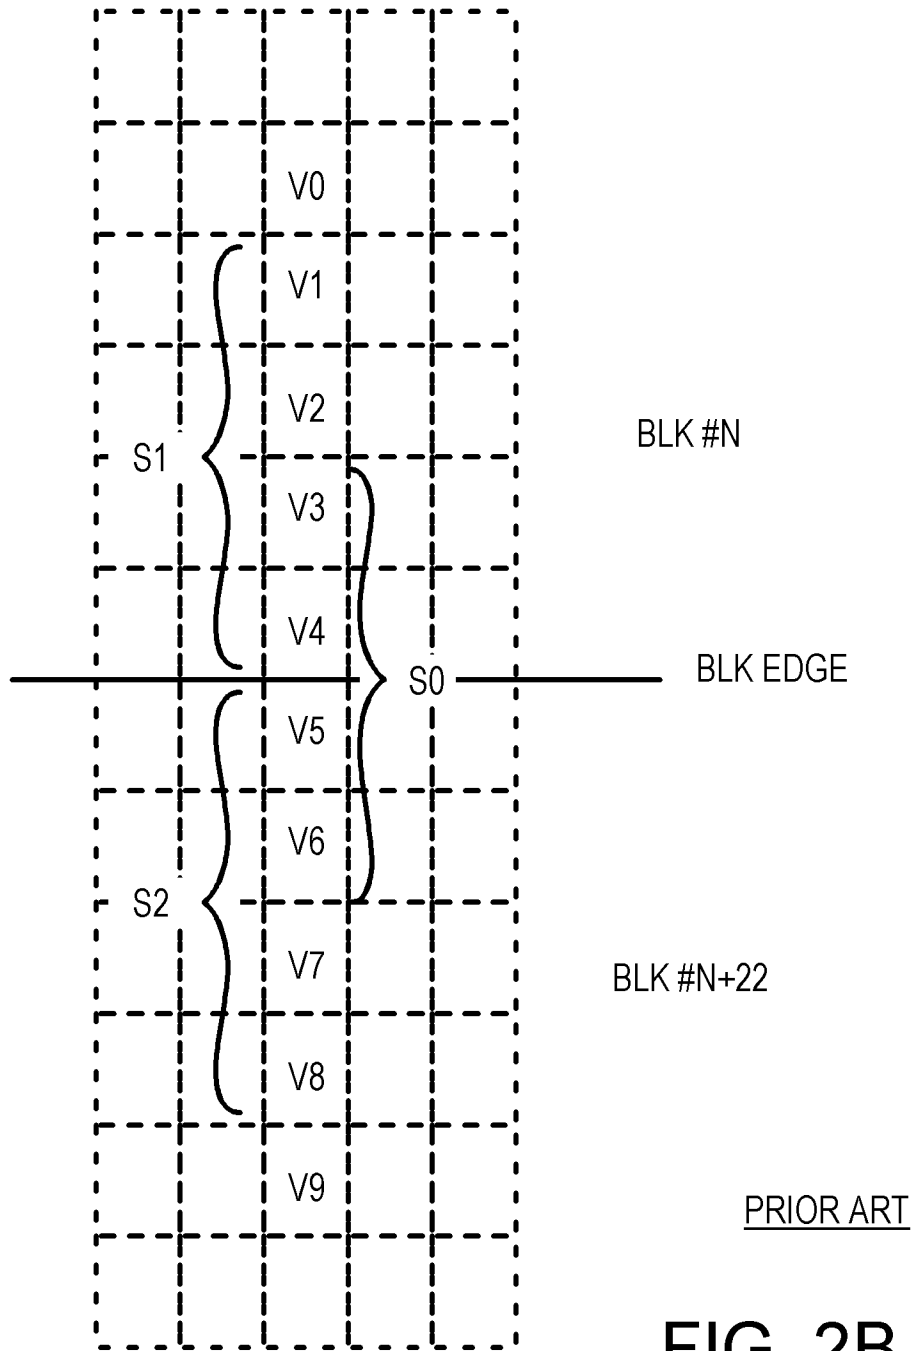 V0
V1
V2
BLK #N
S1
V3
V4
BLK EDGE
S0
V5
V6
S2
V7
BLK #N+22
V8
V9
PRIOR ART
FIG. 2B